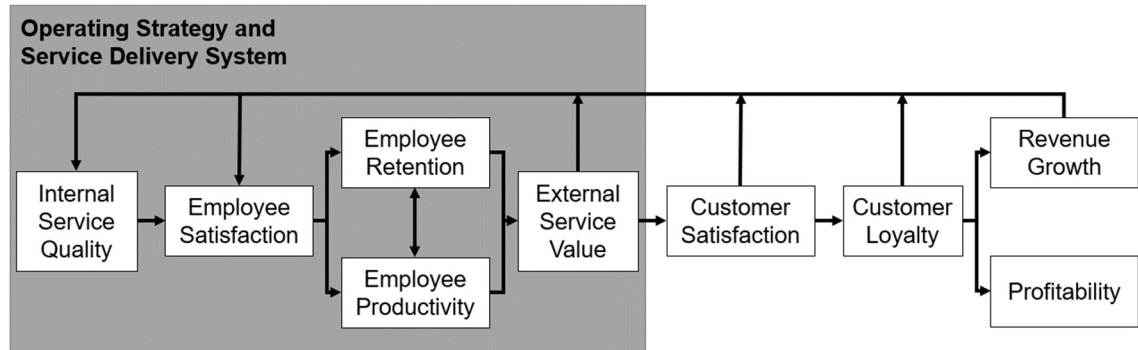 Operating Strategy and
Service Delivery System
Internal
Service
Quality
Employee
Satisfaction
Employee
Retention
Employee
Productivity
External
Service
Value
Customer
Satisfaction
Customer
Loyalty
Revenue
Growth
Profitability